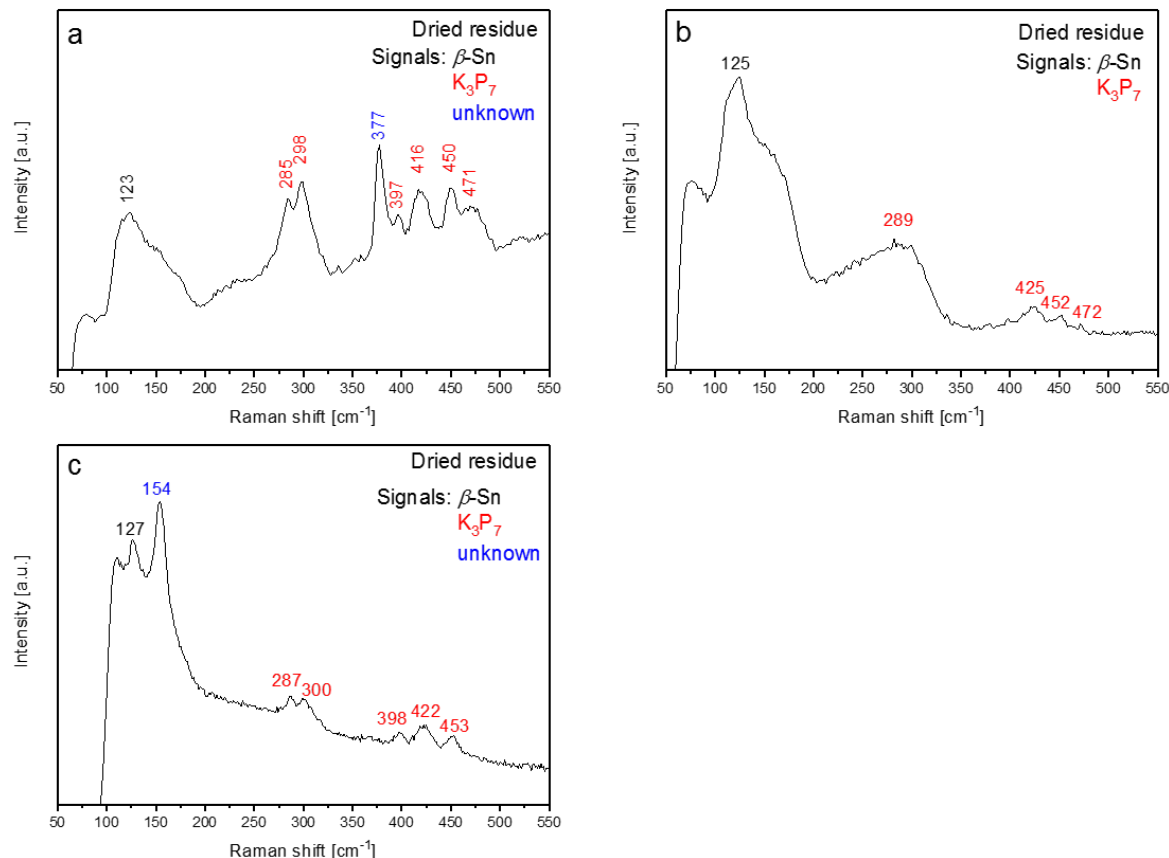 a
Dried residue
Signals: β-Sn
K₃P₇
unknown
123
285
298
377
397
416
450
471
Intensity [a.u.]
50 100 150 200 250 300 350 400 450 500 550
Raman shift [cm⁻¹]
b
Dried residue
Signals: β-Sn
K₃P₇
125
289
425
452
472
Intensity [a.u.]
50 100 150 200 250 300 350 400 450 500 550
Raman shift [cm⁻¹]
c
Dried residue
Signals: β-Sn
K₃P₇
unknown
127
154
287
300
398
422
453
Intensity [a.u.]
50 100 150 200 250 300 350 400 450 500 550
Raman shift [cm⁻¹]